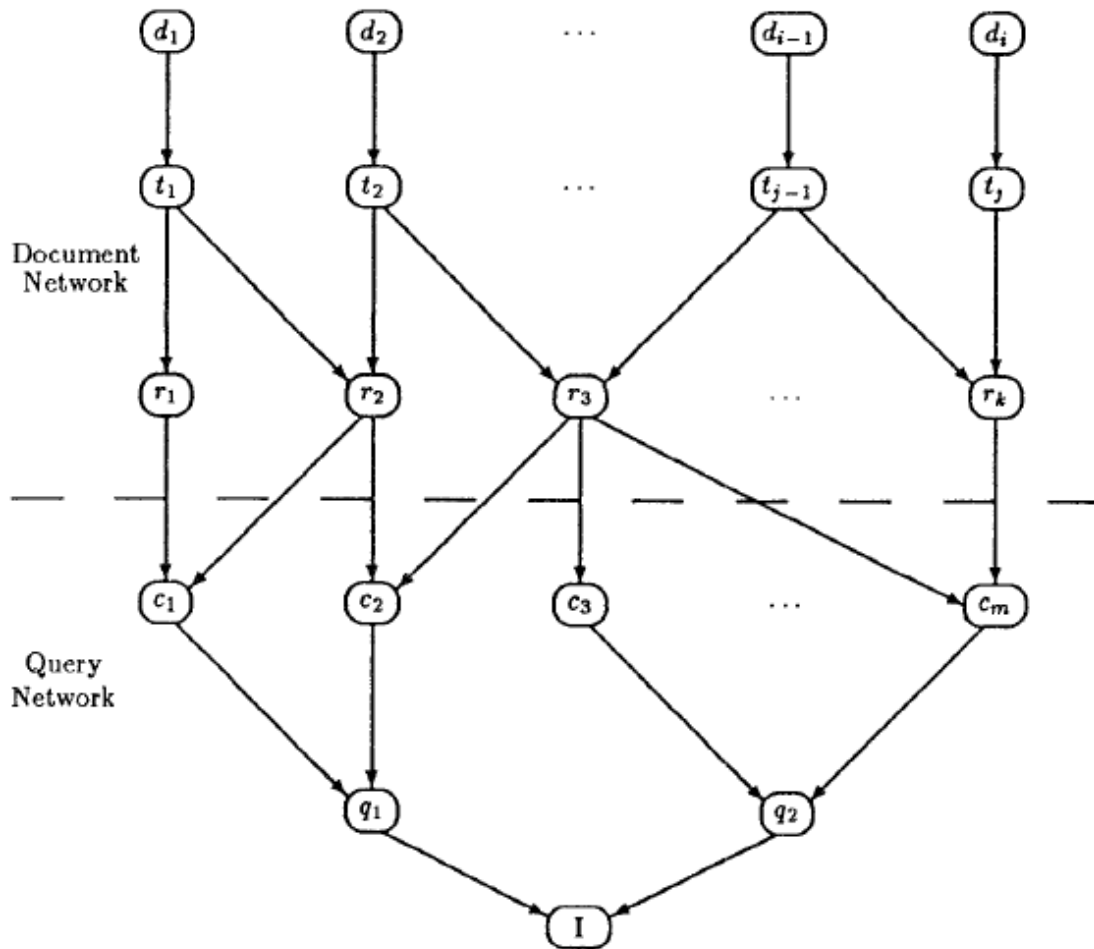 d₁ d₂ ... dᵢ₋₁ dᵢ
t₁ t₂ ... tⱼ₋₁ tⱼ
Document
Network
r₁ r₂ r₃ ... rₖ
c₁ c₂ c₃ ... cₘ
Query
Network
q₁ q₂
I